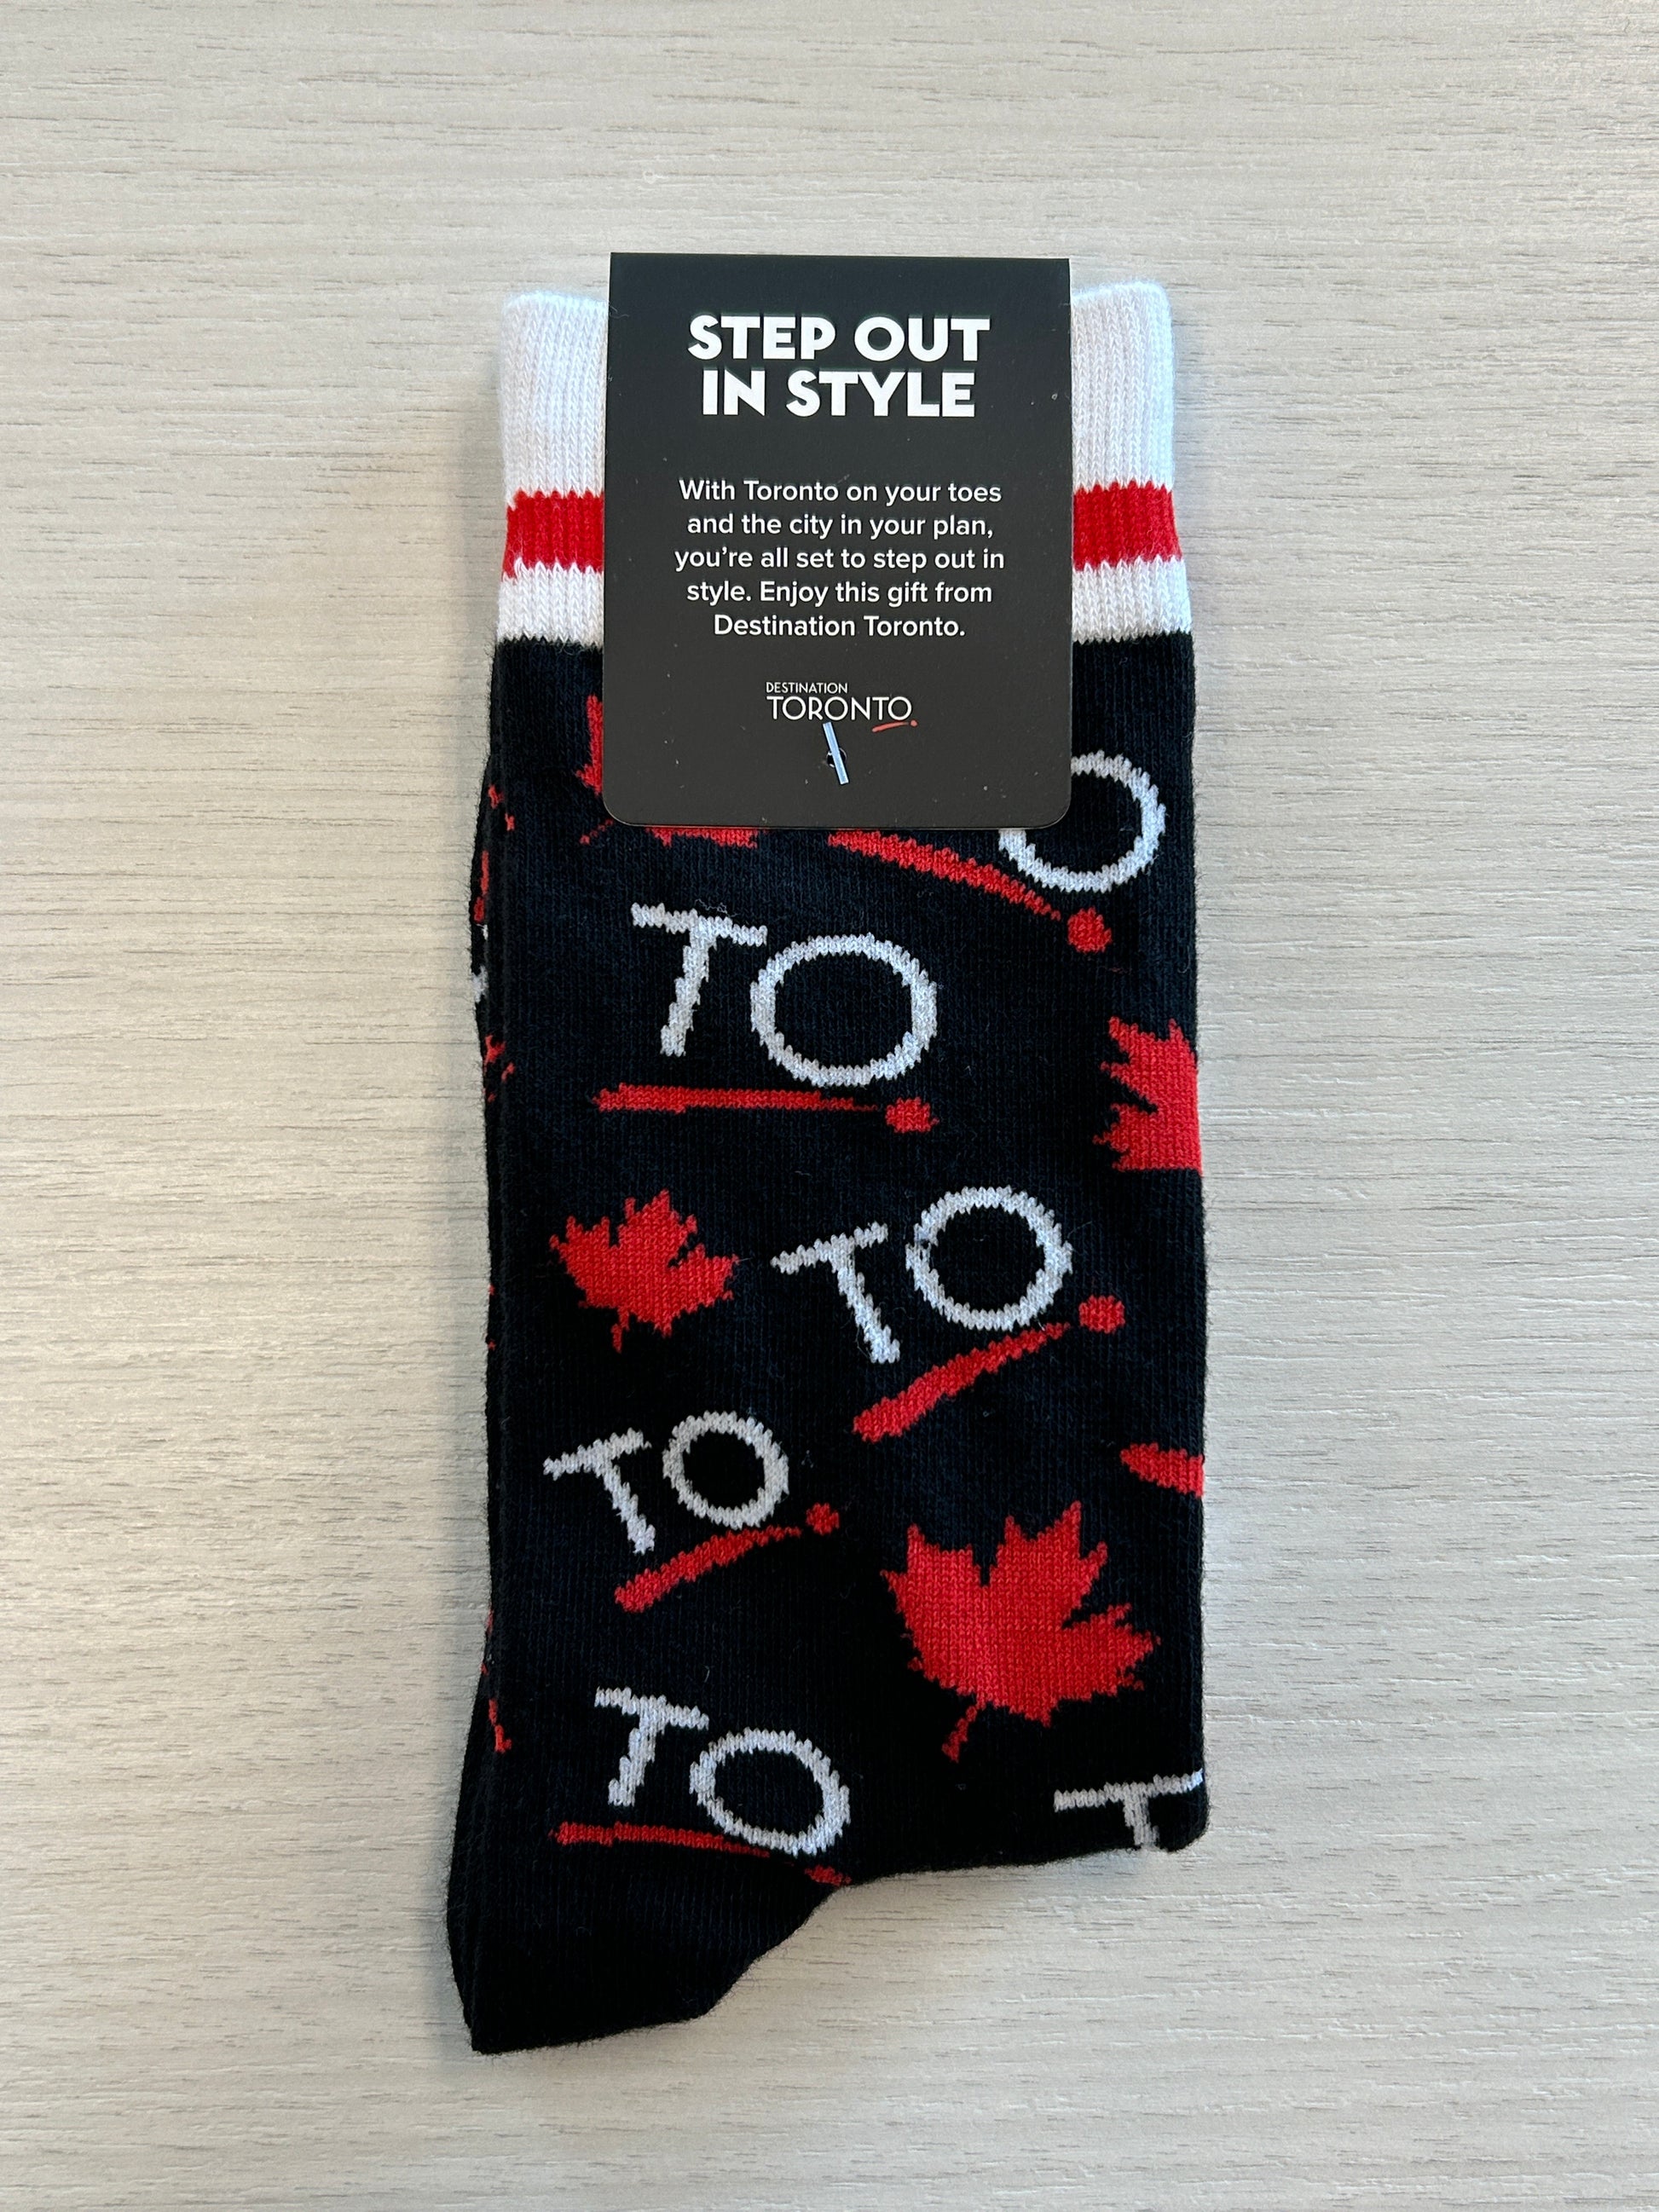 STEP OUT
IN STYLE
With Toronto on your toes
and the city in your plan,
you're all set to step out in
style. Enjoy this gift from
Destination Toronto.
DESTINATION
TORONTO
O
TO
TO
TO
TO
T